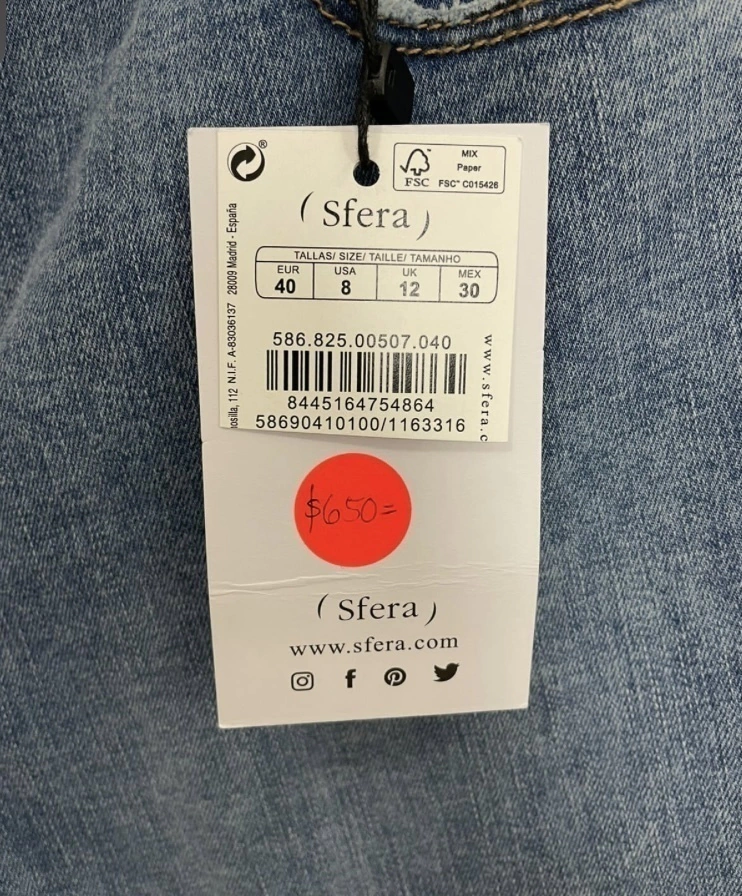 ®
MIX
Paper
FSC
FSC™ C015426
( Sfera )
TALLAS/ SIZE/ TAILLE/ TAMANHO
EUR USA UK MEX
40 8 12 30
586.825.00507.040
8445164754864
58690410100/1163316
112 N.I.F. A-83036137 28009 Madrid - España
www.sfera.c
$650=
( Sfera )
www.sfera.com